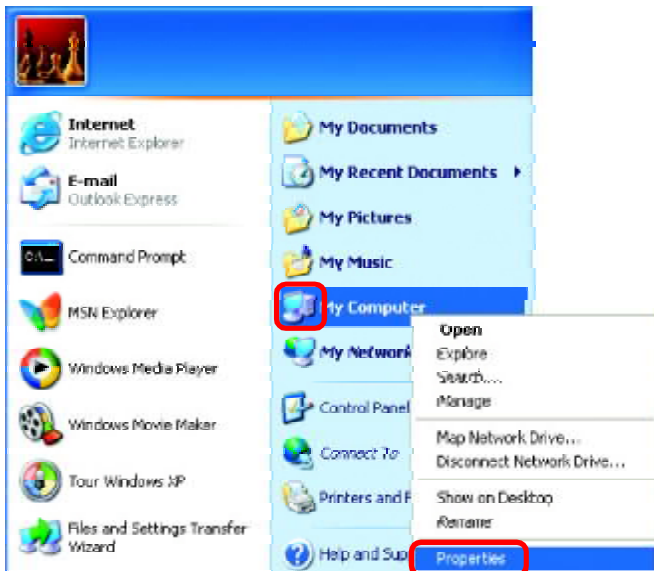 Internet
Internet Explorer
E-mail
Outlook Express
C:\_
Command Prompt
MSN Explorer
Windows Media Player
Windows Movie Maker
Tour Windows XP
Files and Settings Transfer
Wizard
My Documents
My Recent Documents
My Pictures
My Music
My Computer
My Network
Control Panel
Connect To
Printers and F
Help and Sup
Open
Explore
Search...
Manage
Map Network Drive...
Disconnect Network Drive...
Show on Desktop
Rename
Properties